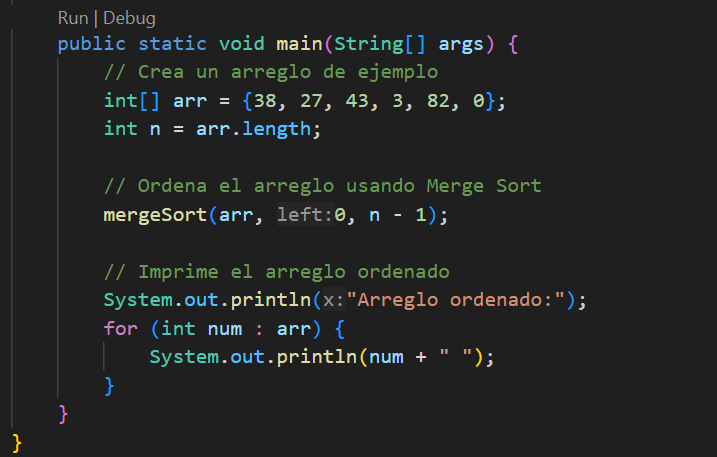 Run | Debug
public static void main(String[] args) {
// Crea un arreglo de ejemplo
int[] arr = {38, 27, 43, 3, 82, 0};
int n = arr.length;
// Ordena el arreglo usando Merge Sort
mergeSort(arr, left:0, n - 1);
// Imprime el arreglo ordenado
System.out.println(x:"Arreglo ordenado:");
for (int num : arr) {
System.out.println(num + " ");
}
}
}